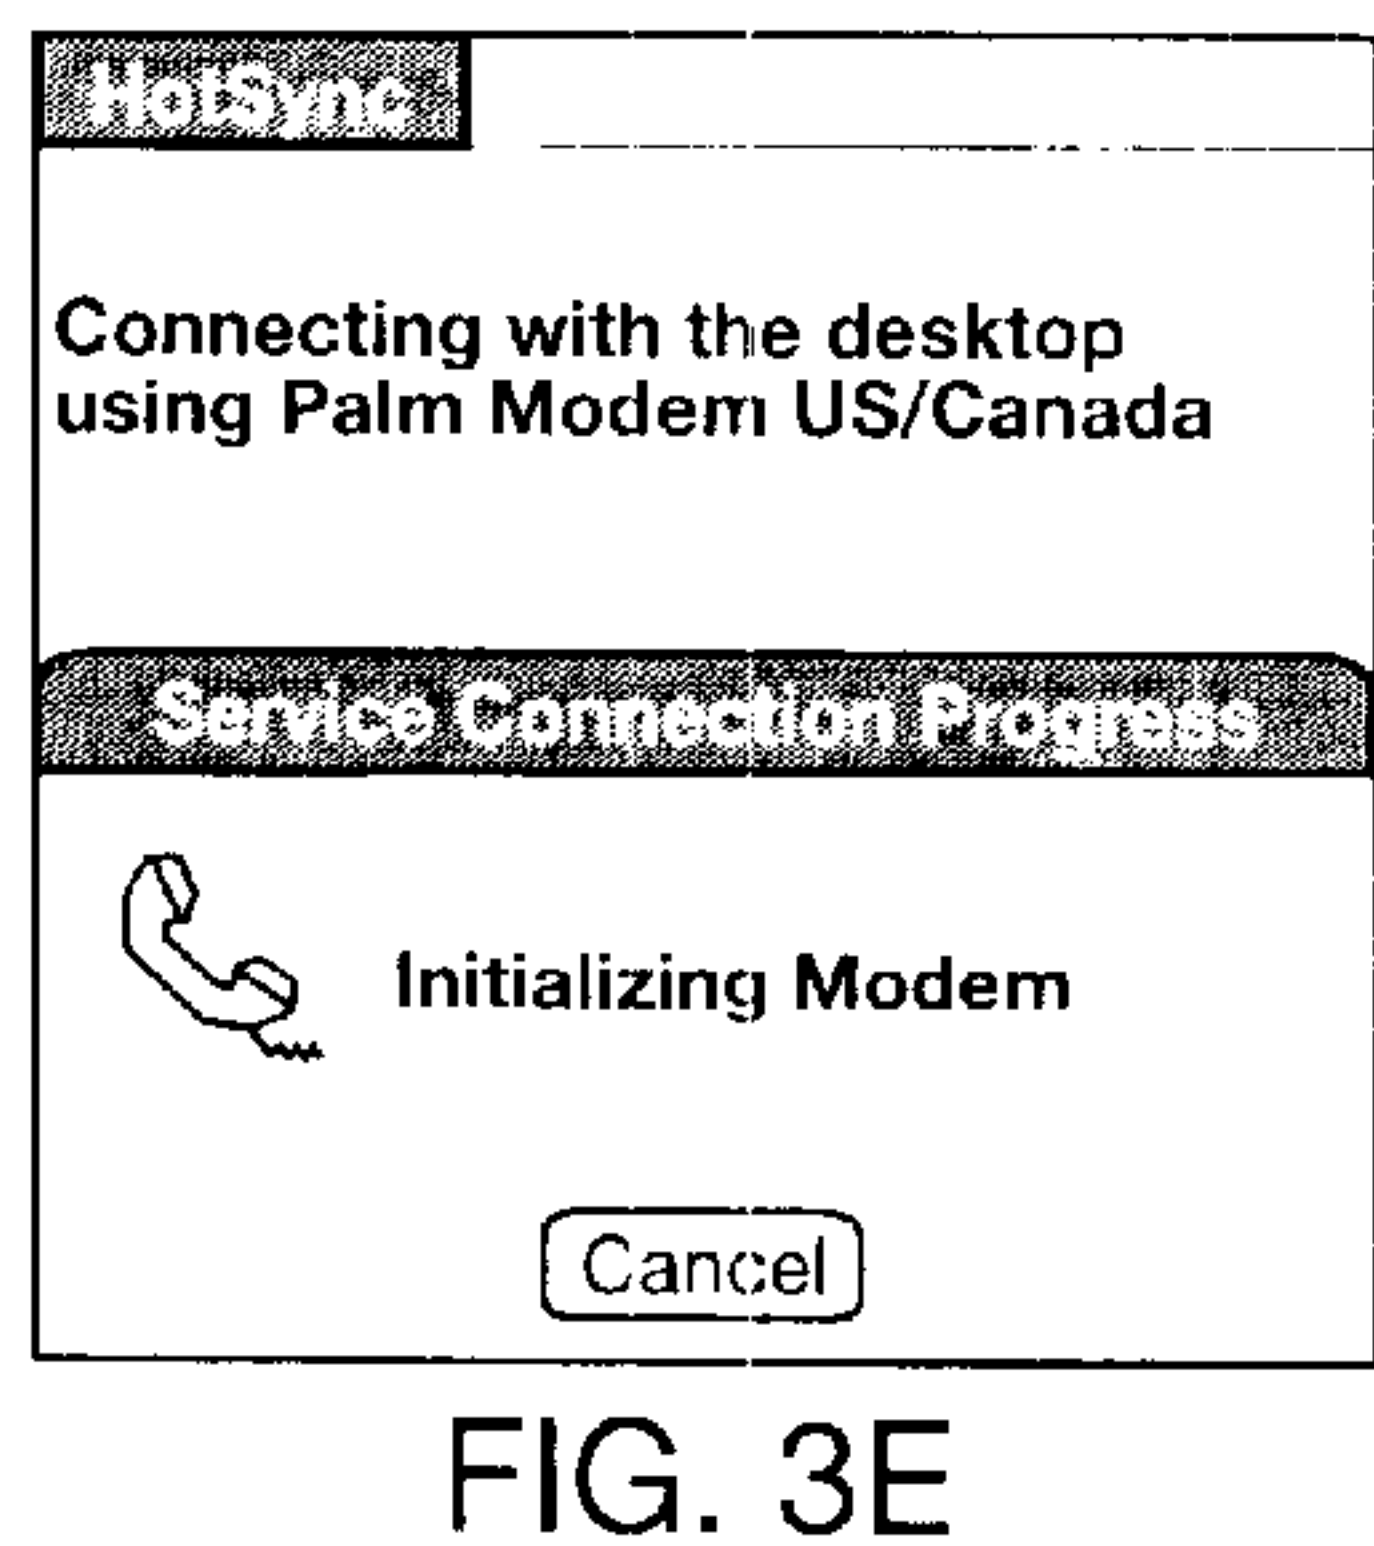 HotSync
Connecting with the desktop
using Palm Modem US/Canada
Service Connection Progress
Initializing Modem
Cancel
FIG. 3E